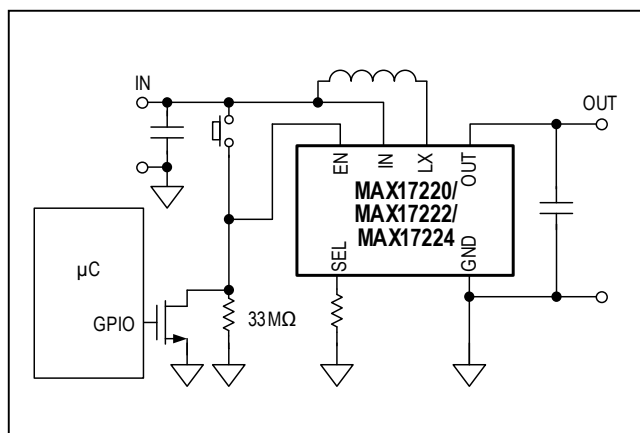 IN
OUT
EN
IN
LX
OUT
MAX17220/
MAX17222/
MAX17224
SEL
GND
µC
GPIO
33MΩ